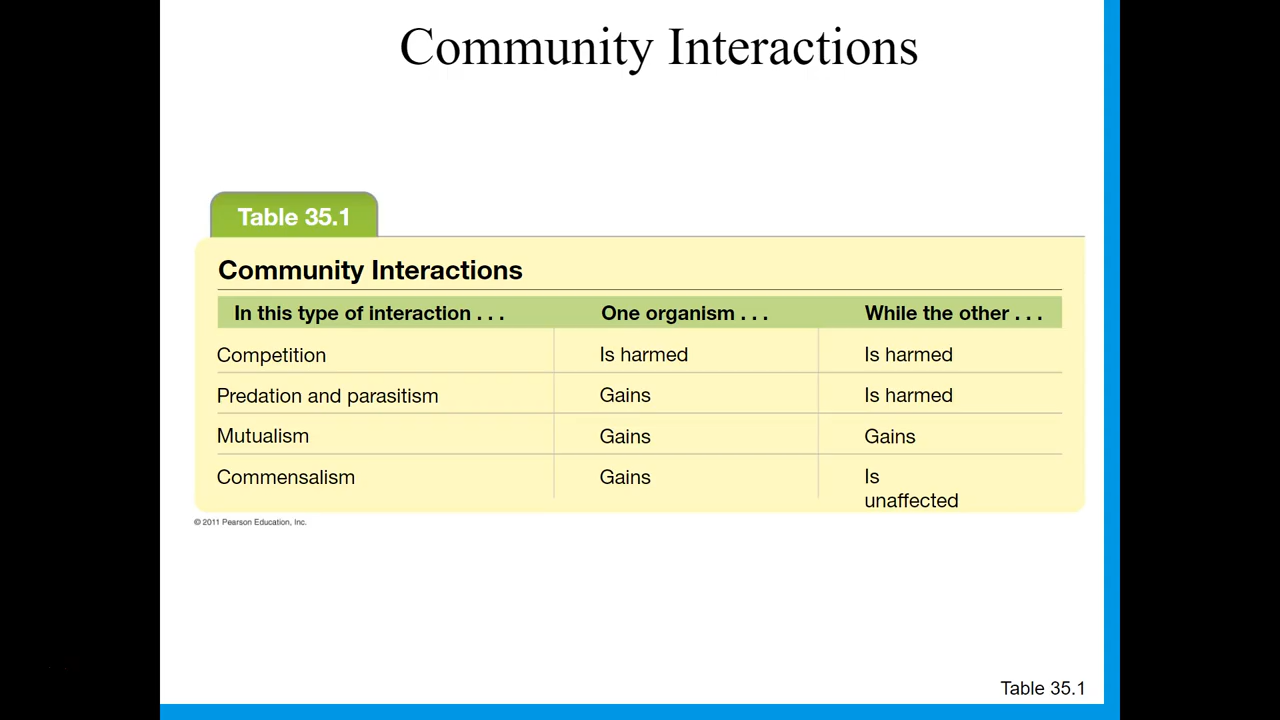 Community Interactions
Table 35.1
Community Interactions
In this type of interaction . . . One organism . . . While the other . . .
Competition Is harmed Is harmed
Predation and parasitism Gains Is harmed
Mutualism Gains Gains
Commensalism Gains Is
unaffected
© 2011 Pearson Education, Inc.
Table 35.1